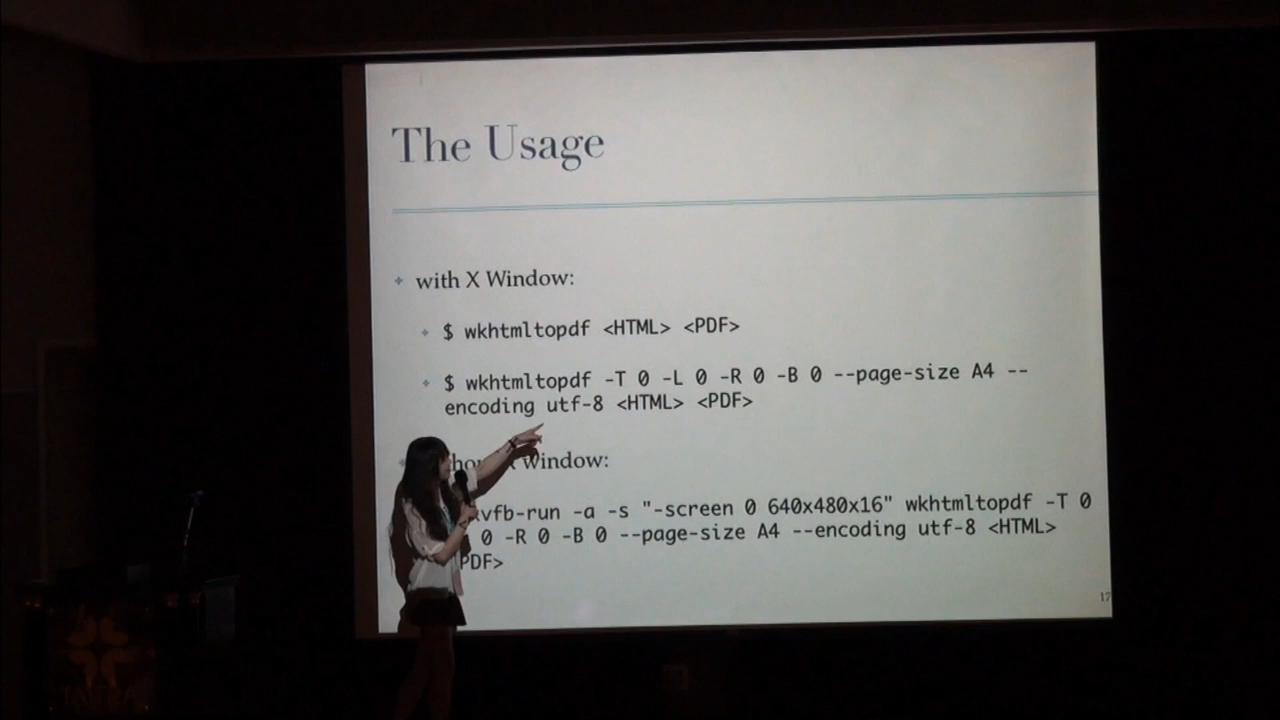 The Usage
with X Window:
$ wkhtmltopdf <HTML> <PDF>
$ wkhtmltopdf -T 0 -L 0 -R 0 -B 0 --page-size A4 --
encoding utf-8 <HTML> <PDF>
Window:
vfb-run -a -s "-screen 0 640x480x16" wkhtmltopdf -T 0
0 -R 0 -B 0 --page-size A4 --encoding utf-8 <HTML>
PDF>
17